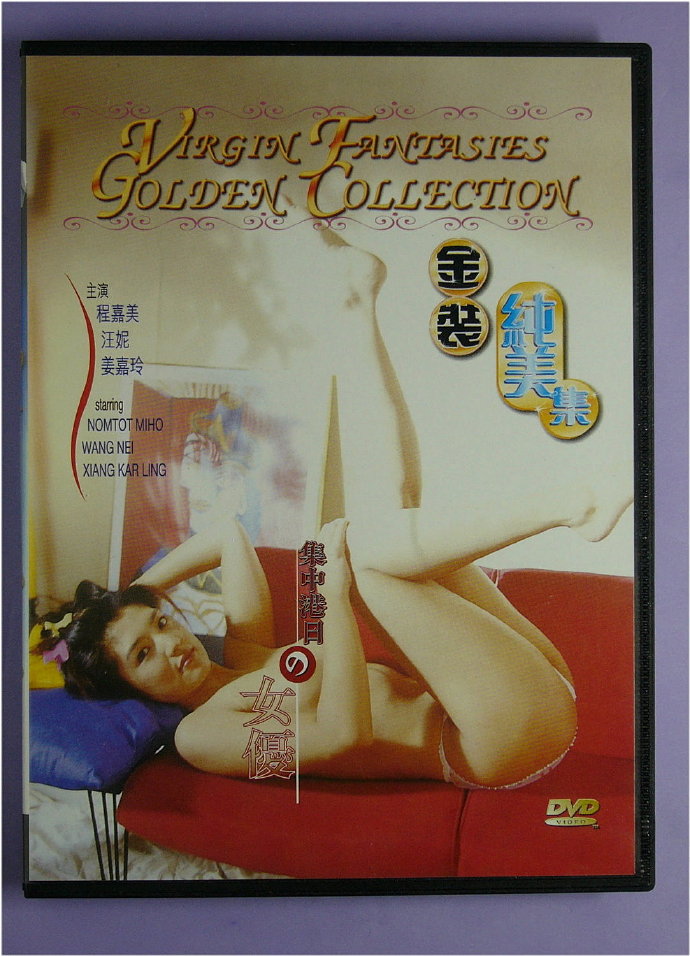 VIRGIN FANTASIES
GOLDEN COLLECTION
金装
純美集
主演
程嘉美
汪妮
姜嘉玲
starring
NOMTOT MIHO
WANG NEI
XIANG KAR LING
集中港日の女優
DVD
VIDEO